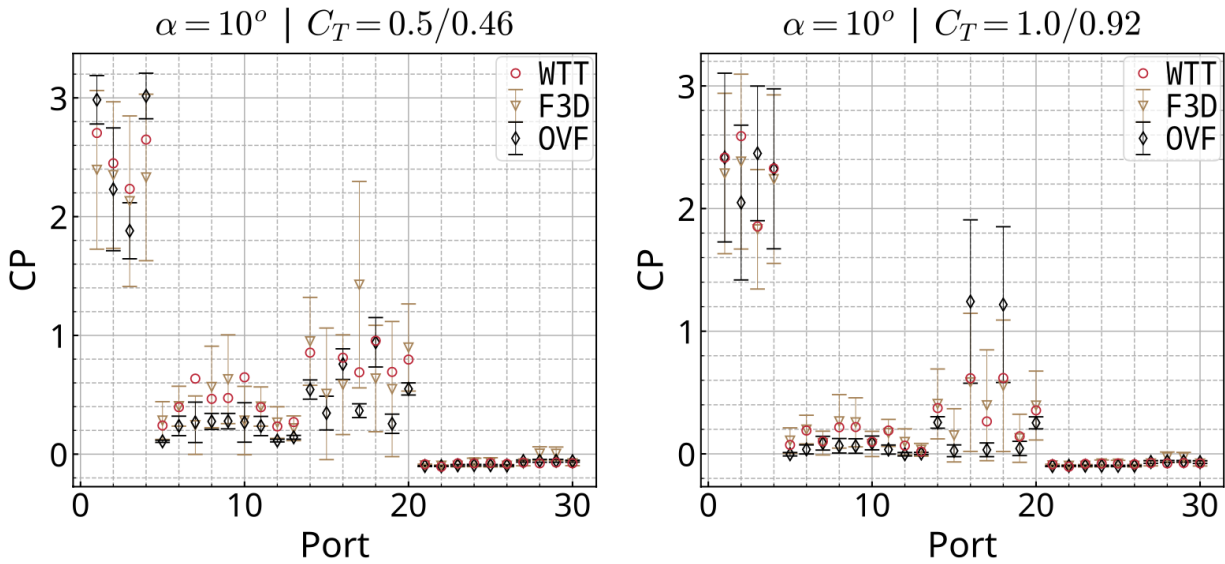 α = 10° | C_T = 0.5/0.46
3
2
1
0
CP
0
10
20
30
Port
WTT
F3D
OVF
α = 10° | C_T = 1.0/0.92
3
2
1
0
CP
0
10
20
30
Port
WTT
F3D
OVF